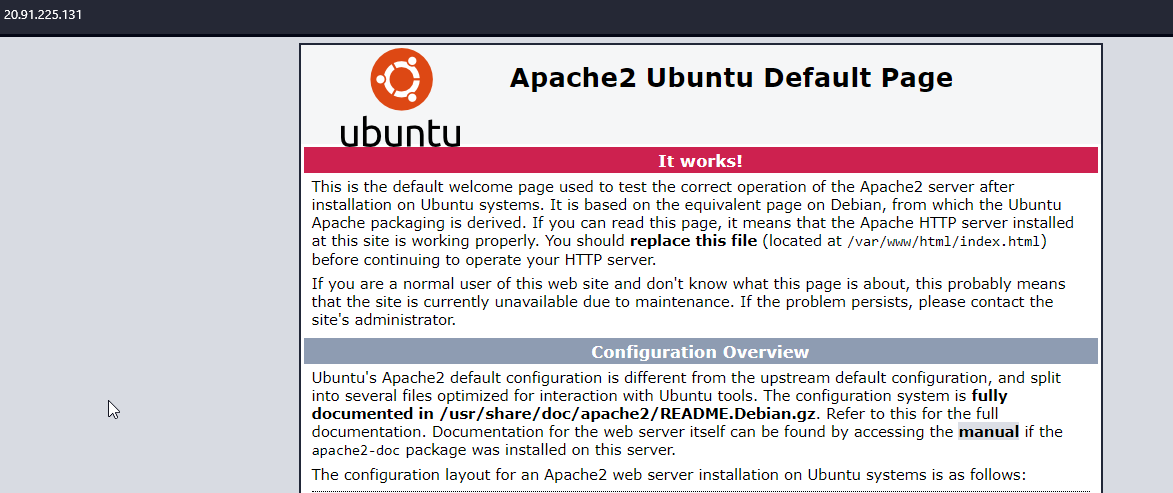 20.91.225.131
Apache2 Ubuntu Default Page
ubuntu
It works!
This is the default welcome page used to test the correct operation of the Apache2 server after
installation on Ubuntu systems. It is based on the equivalent page on Debian, from which the Ubuntu
Apache packaging is derived. If you can read this page, it means that the Apache HTTP server installed
at this site is working properly. You should replace this file (located at /var/www/html/index.html)
before continuing to operate your HTTP server.
If you are a normal user of this web site and don't know what this page is about, this probably means
that the site is currently unavailable due to maintenance. If the problem persists, please contact the
site's administrator.
Configuration Overview
Ubuntu's Apache2 default configuration is different from the upstream default configuration, and split
into several files optimized for interaction with Ubuntu tools. The configuration system is fully
documented in /usr/share/doc/apache2/README.Debian.gz. Refer to this for the full
documentation. Documentation for the web server itself can be found by accessing the manual if the
apache2-doc package was installed on this server.
The configuration layout for an Apache2 web server installation on Ubuntu systems is as follows: